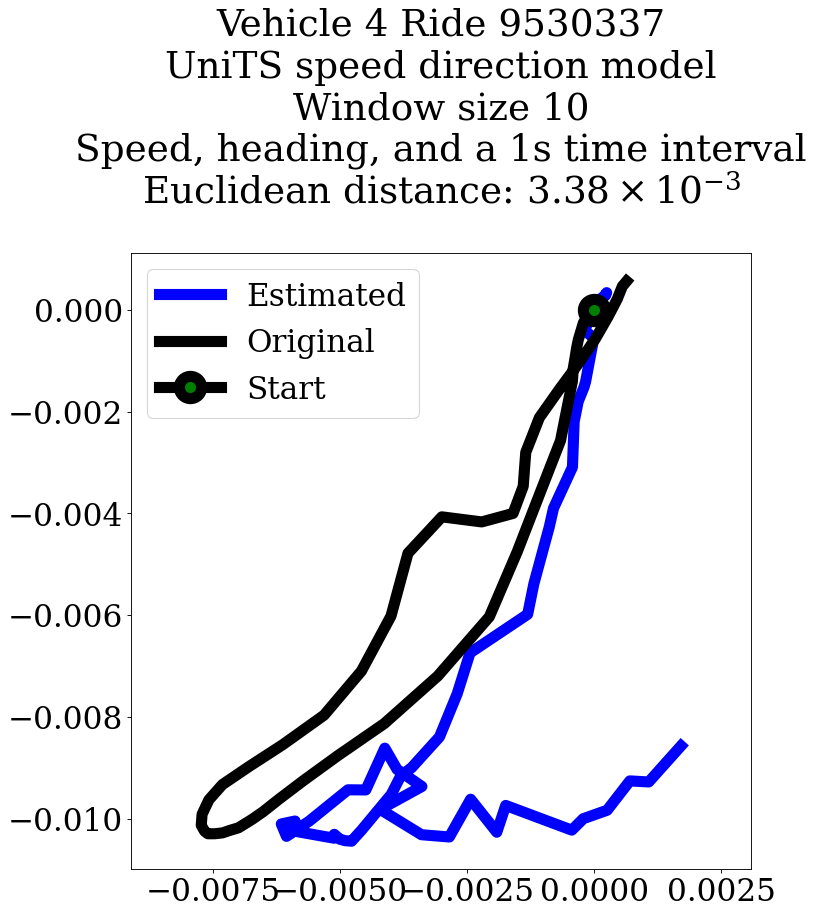 Vehicle 4 Ride 9530337
UniTS speed direction model
Window size 10
Speed, heading, and a 1s time interval
Euclidean distance: 3.38 × 10⁻³
Estimated
Original
Start
0.000
−0.002
−0.004
−0.006
−0.008
−0.010
−0.0075 −0.0050 −0.0025 0.0000 0.0025